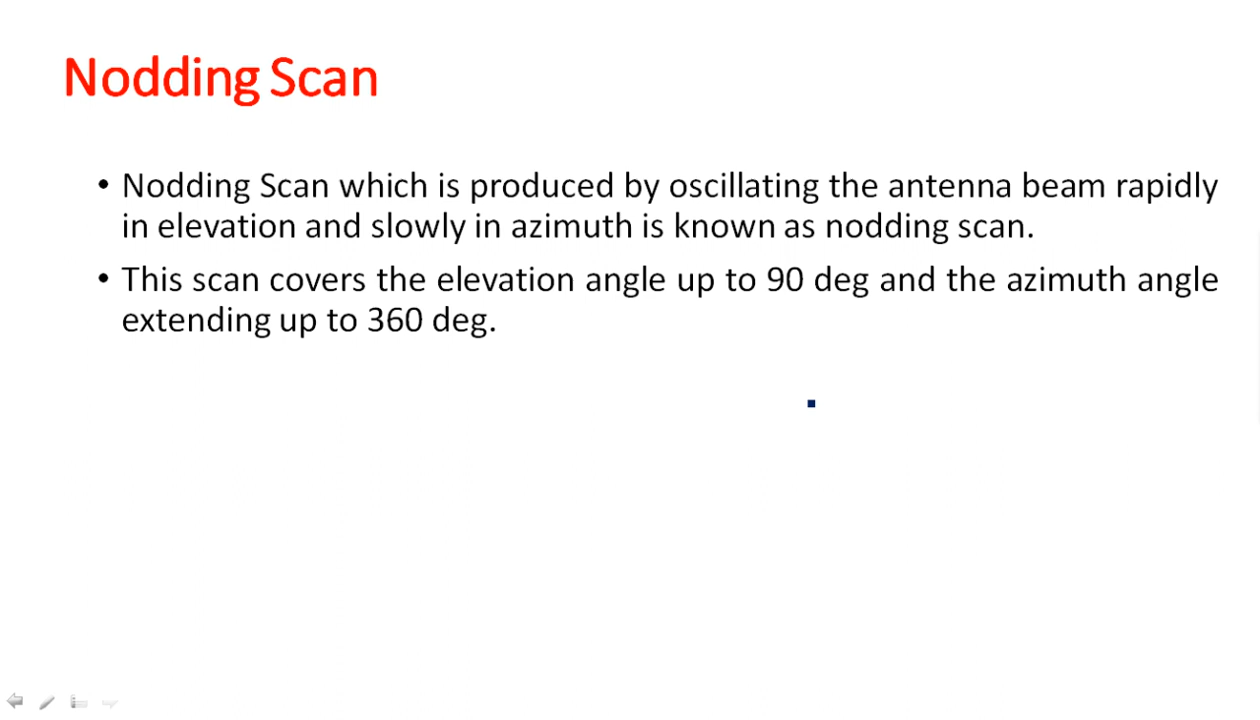 Nodding Scan
• Nodding Scan which is produced by oscillating the antenna beam rapidly
in elevation and slowly in azimuth is known as nodding scan.
• This scan covers the elevation angle up to 90 deg and the azimuth angle
extending up to 360 deg.